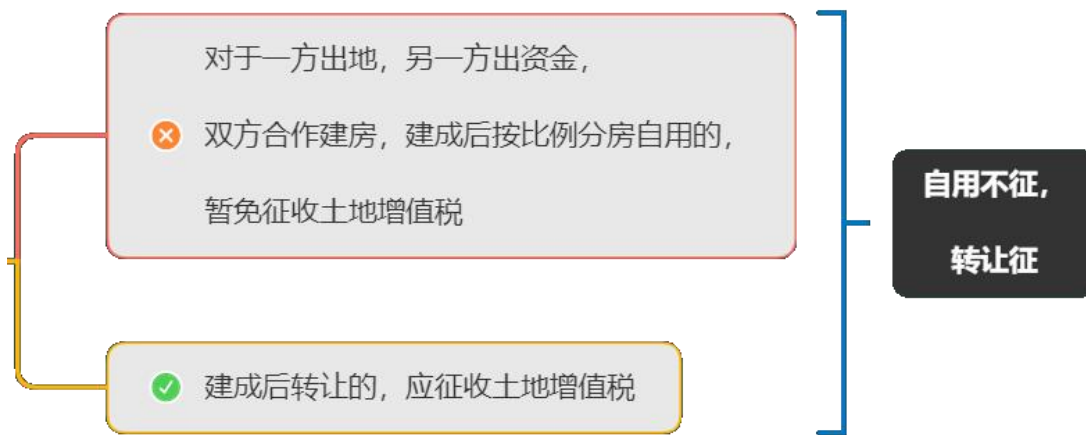 对于一方出地，另一方出资金，
双方合作建房，建成后按比例分房自用的，
暂免征收土地增值税
自用不征，
转让征
建成后转让的，应征收土地增值税